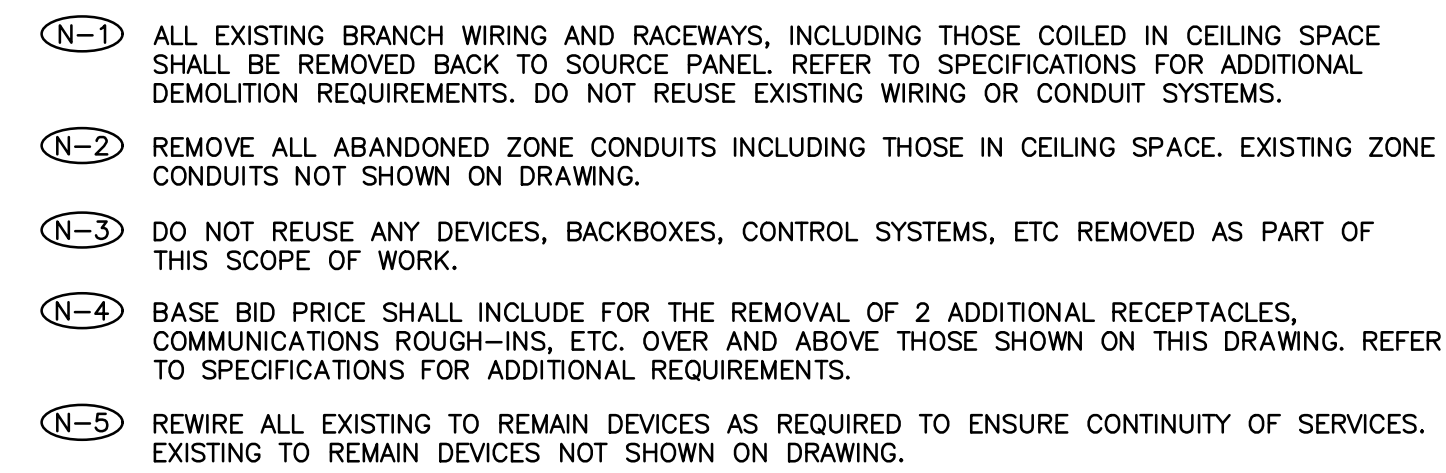 N-1 ALL EXISTING BRANCH WIRING AND RACEWAYS, INCLUDING THOSE COILED IN CEILING SPACE
SHALL BE REMOVED BACK TO SOURCE PANEL. REFER TO SPECIFICATIONS FOR ADDITIONAL
DEMOLITION REQUIREMENTS. DO NOT REUSE EXISTING WIRING OR CONDUIT SYSTEMS.
N-2 REMOVE ALL ABANDONED ZONE CONDUITS INCLUDING THOSE IN CEILING SPACE. EXISTING ZONE
CONDUITS NOT SHOWN ON DRAWING.
N-3 DO NOT REUSE ANY DEVICES, BACKBOXES, CONTROL SYSTEMS, ETC REMOVED AS PART OF
THIS SCOPE OF WORK.
N-4 BASE BID PRICE SHALL INCLUDE FOR THE REMOVAL OF 2 ADDITIONAL RECEPTACLES,
COMMUNICATIONS ROUGH-INS, ETC. OVER AND ABOVE THOSE SHOWN ON THIS DRAWING. REFER
TO SPECIFICATIONS FOR ADDITIONAL REQUIREMENTS.
N-5 REWIRE ALL EXISTING TO REMAIN DEVICES AS REQUIRED TO ENSURE CONTINUITY OF SERVICES.
EXISTING TO REMAIN DEVICES NOT SHOWN ON DRAWING.